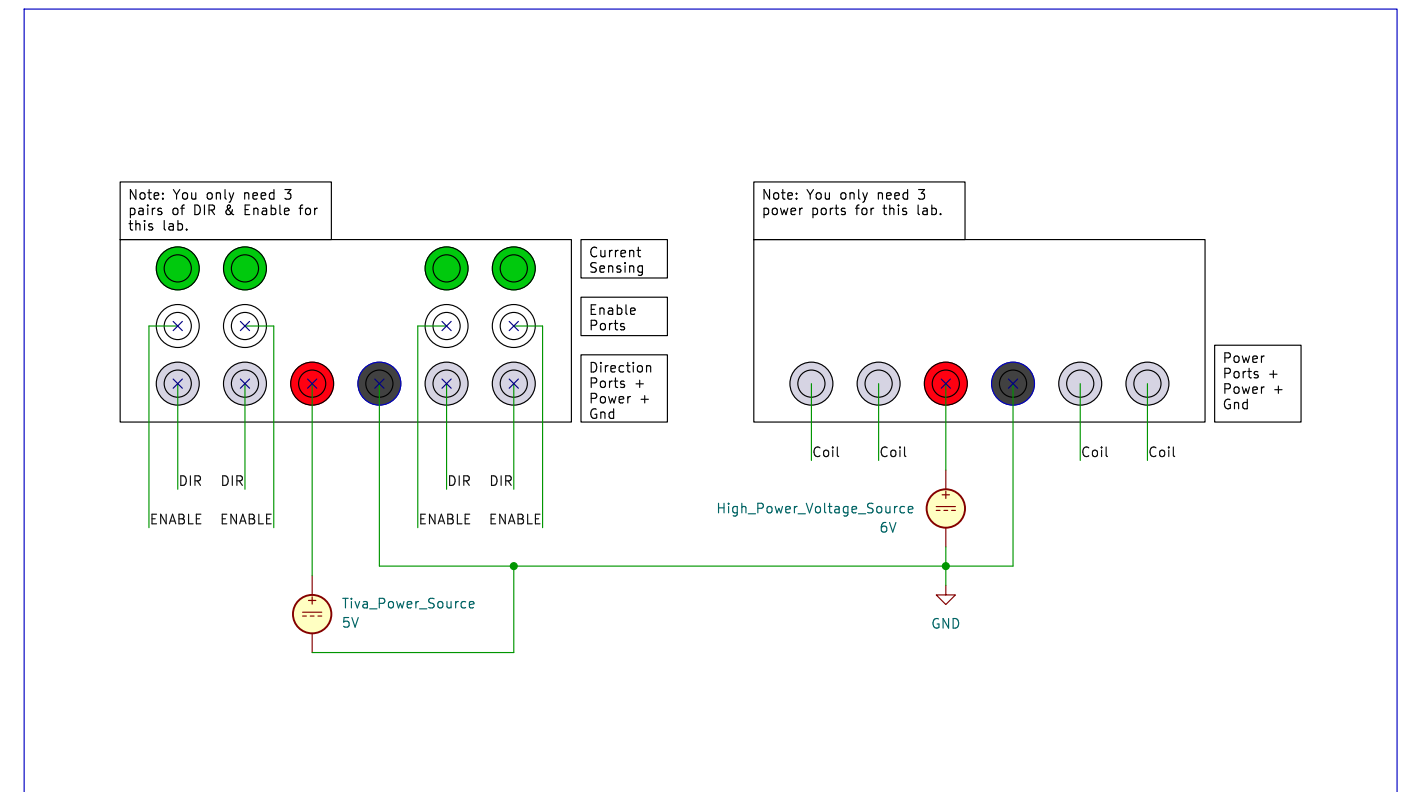 Note: You only need 3
pairs of DIR & Enable for
this lab.
Current
Sensing
Enable
Ports
Direction
Ports +
Power +
Gnd
DIR
DIR
DIR
DIR
ENABLE
ENABLE
ENABLE
ENABLE
+
Tiva_Power_Source
5V
Note: You only need 3
power ports for this lab.
Power
Ports +
Power +
Gnd
Coil
Coil
Coil
Coil
+
High_Power_Voltage_Source
6V
GND